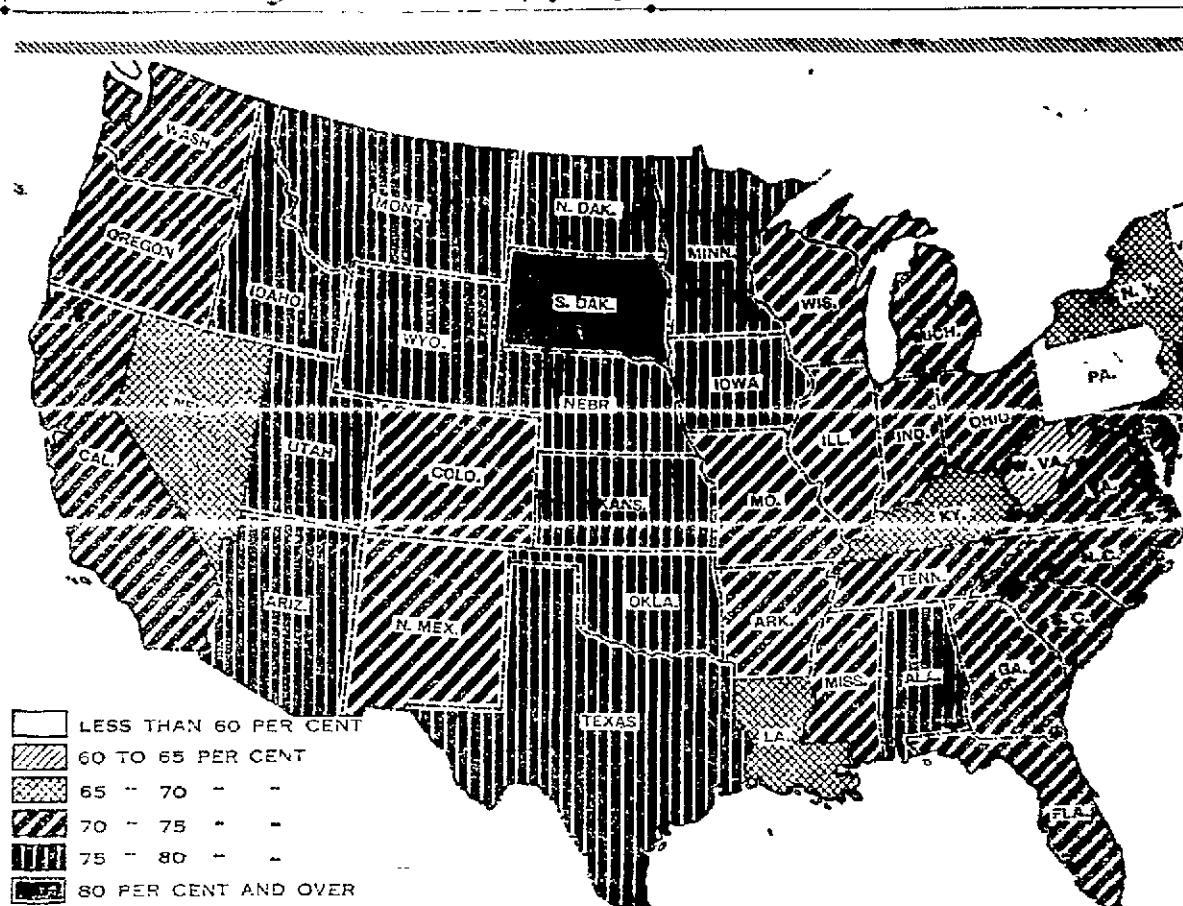 WASH
MONT.
N. DAK.
MINN.
OREGON
IDAHO
S. DAK.
WIS.
N. Y.
WYO.
MICH.
PA.
IOWA
NEBR
OHIO
UTAH
ILL.
IND.
CAL.
COLO.
VA.
KANS.
MO.
VA.
KY.
N.C.
TENN.
ARIZ.
OKLA.
N. MEX.
ARK.
S.C.
MISS.
ALA.
GA.
TEXAS
LA.
FLA.
LESS THAN 60 PER CENT
60 TO 65 PER CENT
65 " 70 " "
70 " 75 " "
75 " 80 " "
80 PER CENT AND OVER